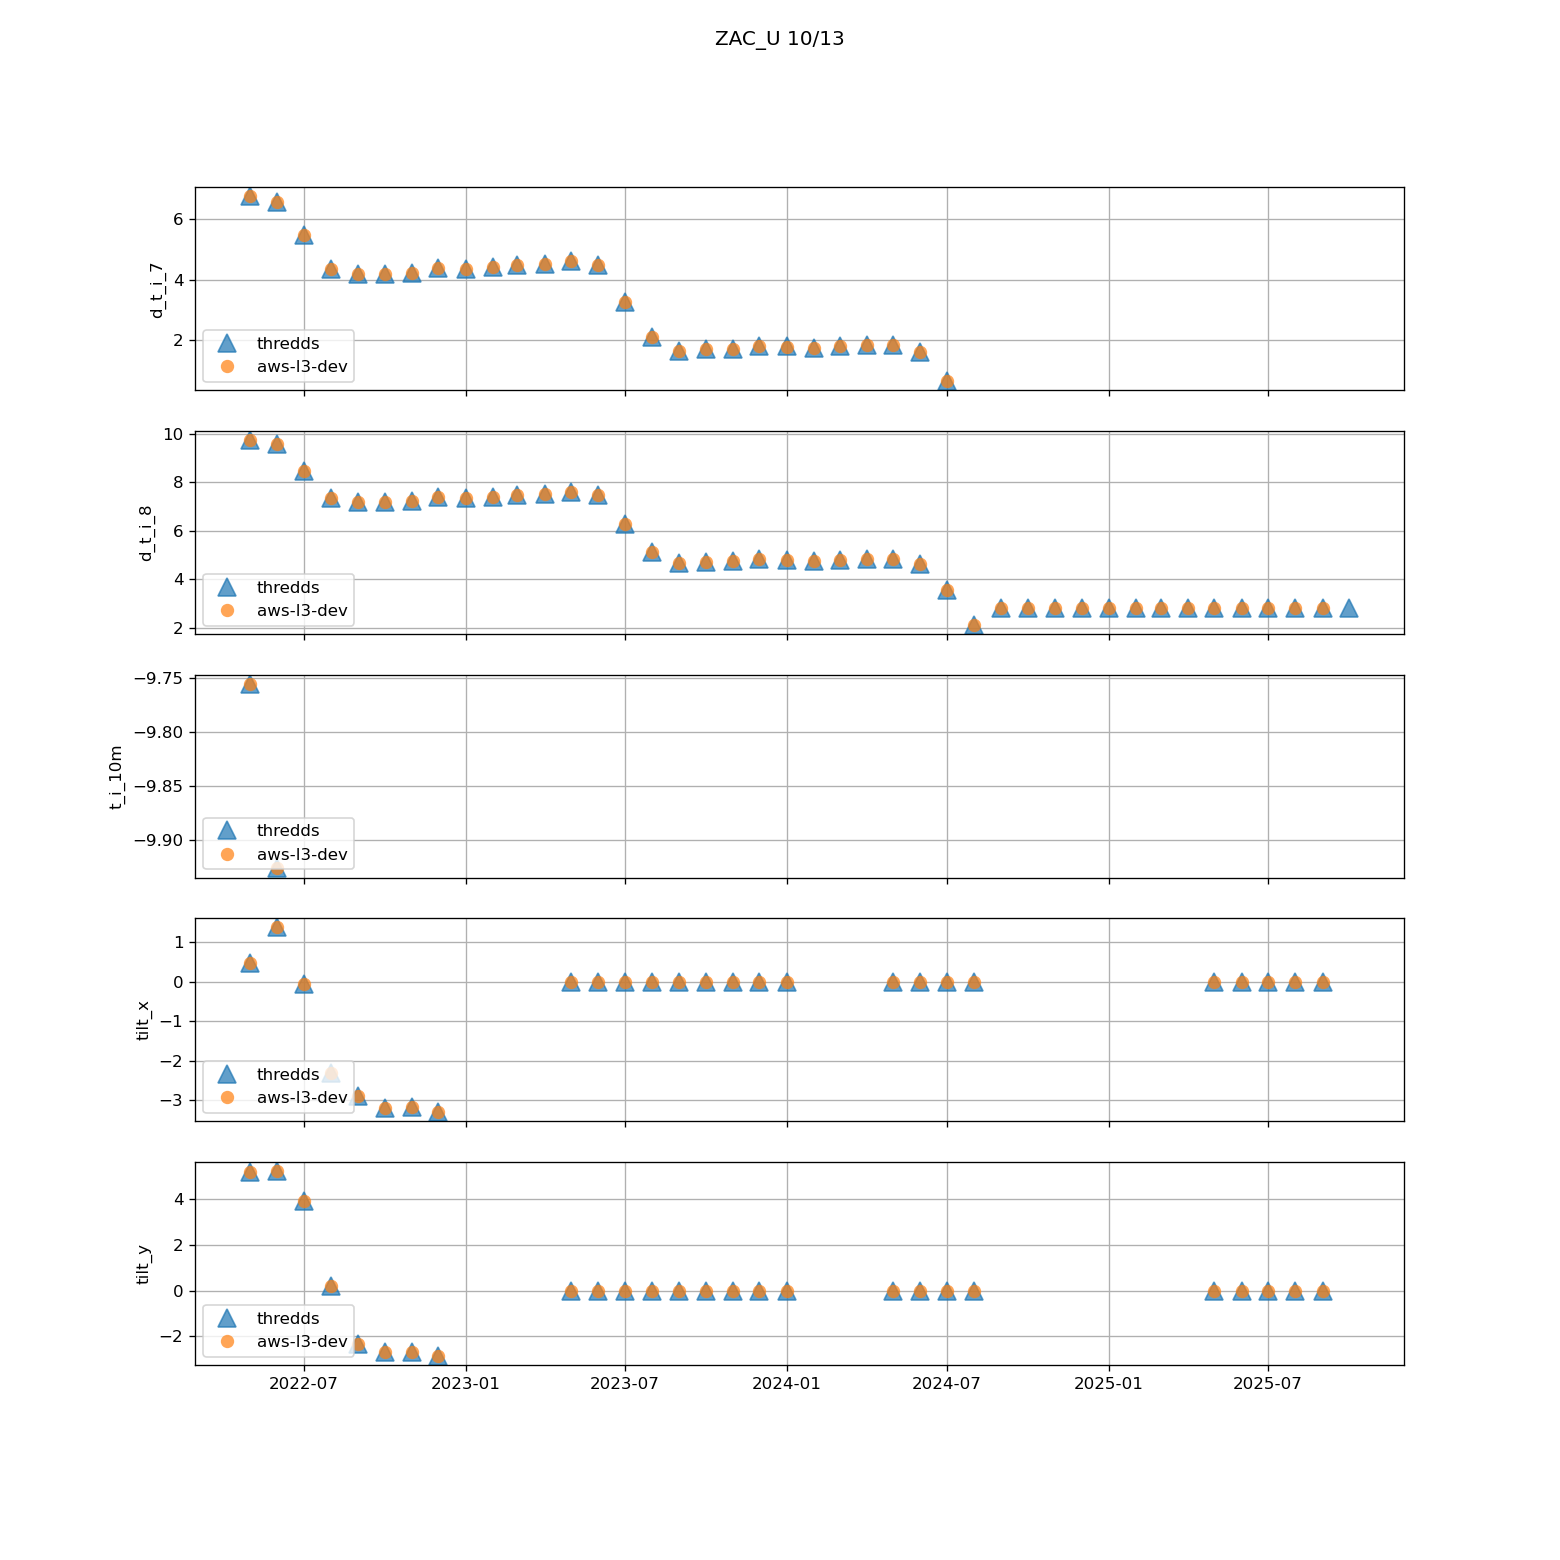 ZAC_U 10/13
6
4
2
d_t_i_7
thredds
aws-l3-dev
10
8
6
4
2
d_t_i_8
thredds
aws-l3-dev
−9.75
−9.80
−9.85
−9.90
t_i_10m
thredds
aws-l3-dev
1
0
−1
−2
−3
tilt_x
thredds
aws-l3-dev
4
2
0
−2
tilt_y
thredds
aws-l3-dev
2022-07 2023-01 2023-07 2024-01 2024-07 2025-01 2025-07